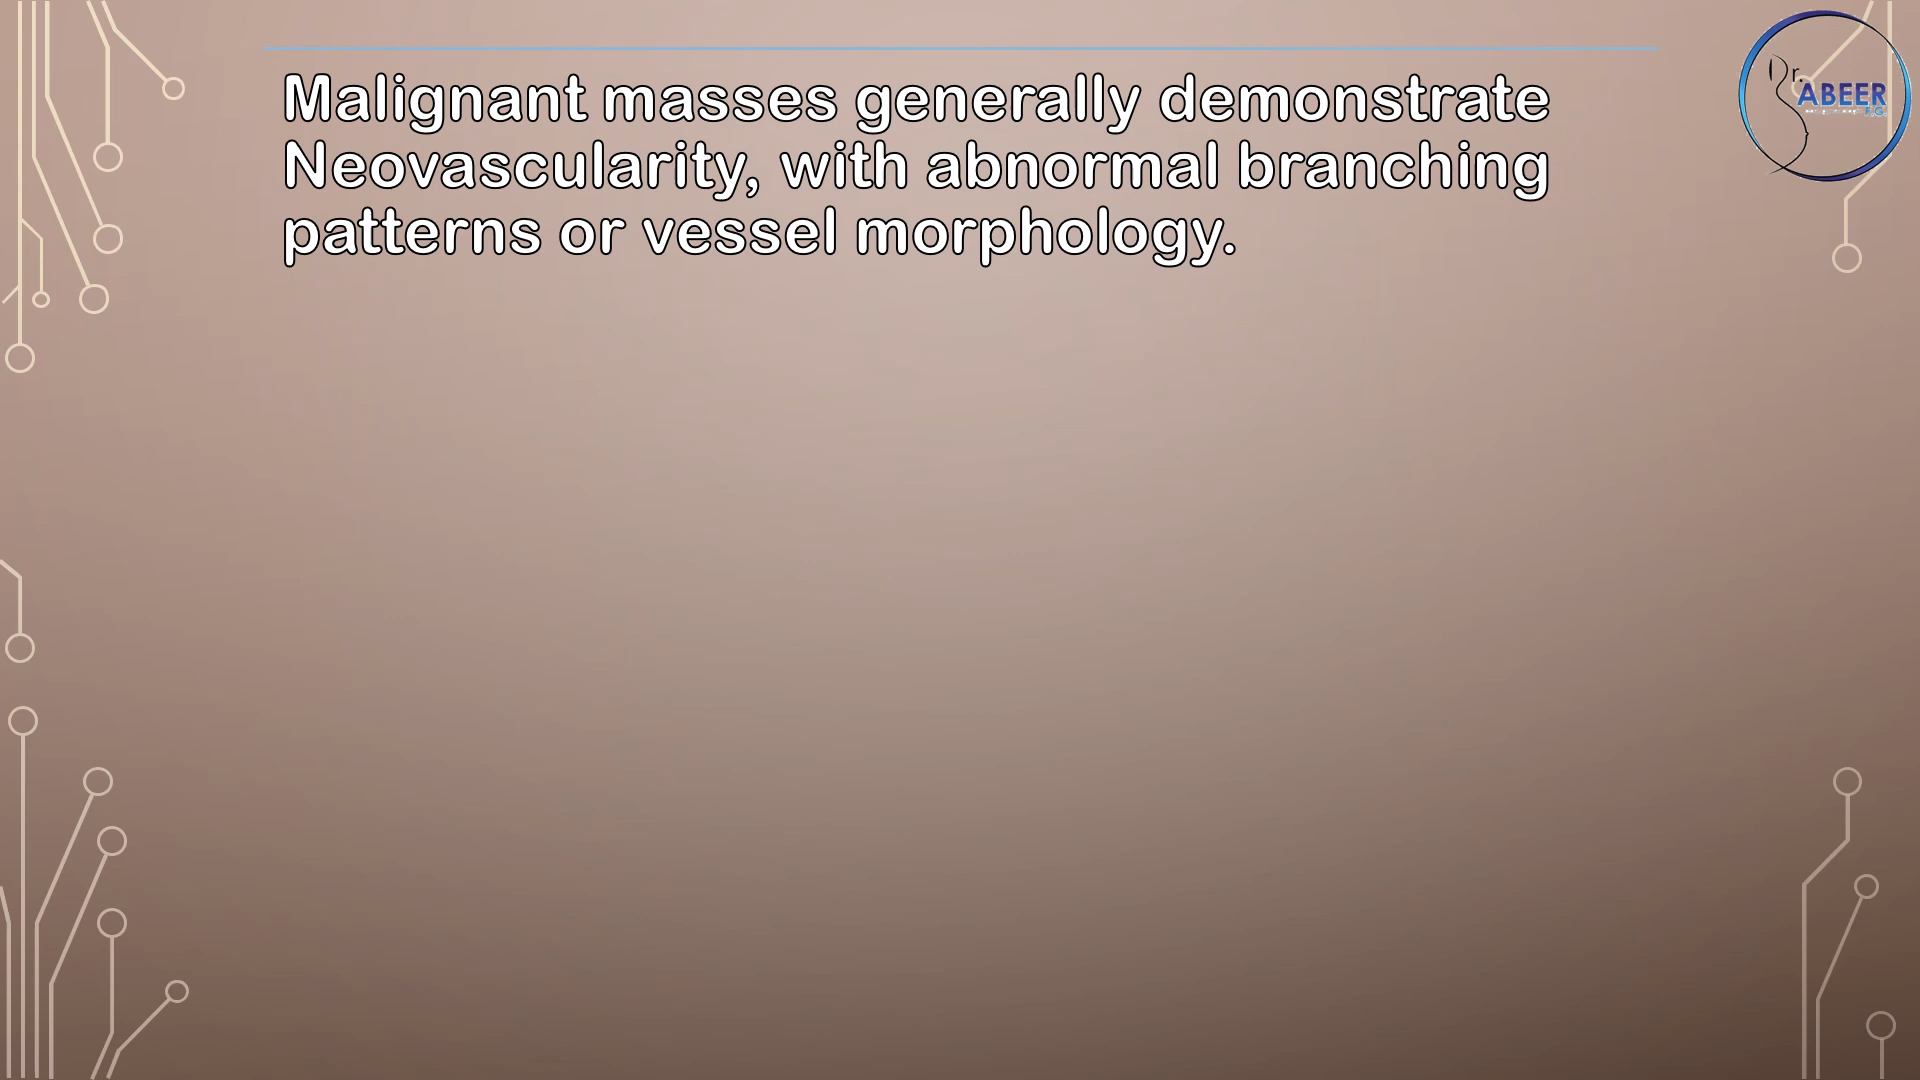 Malignant masses generally demonstrate
Neovascularity, with abnormal branching
patterns or vessel morphology.
Dr.
ABEER
F.G.